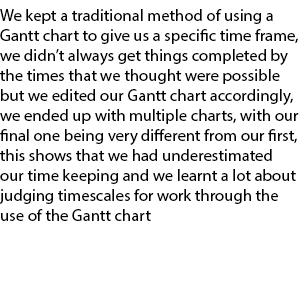 We kept a traditional method of using a
Gantt chart to give us a specific time frame,
we didn’t always get things completed by
the times that we thought were possible
but we edited our Gantt chart accordingly,
we ended up with multiple charts, with our
final one being very different from our first,
this shows that we had underestimated
our time keeping and we learnt a lot about
judging timescales for work through the
use of the Gantt chart